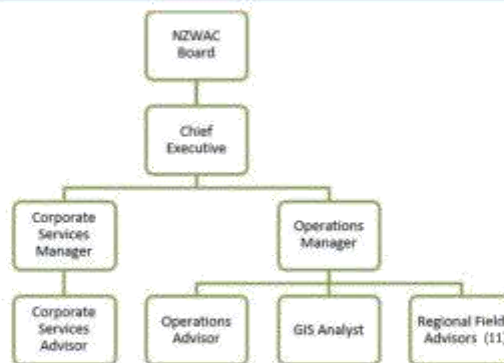 NZWAC
Board
Chief
Executive
Corporate
Services
Manager
Operations
Manager
Corporate
Services
Advisor
Operations
Advisor
GIS Analyst
Regional Field
Advisors (11